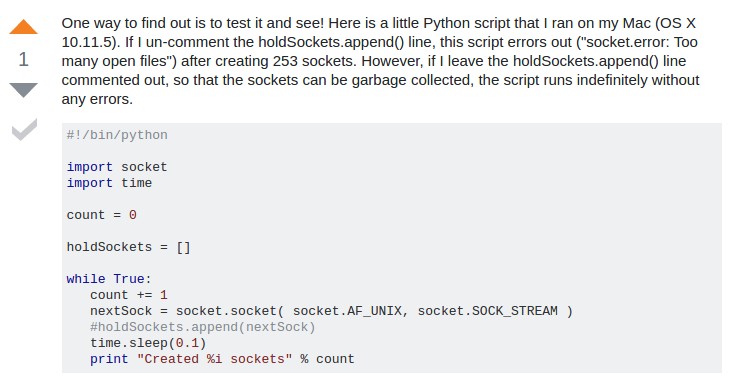 One way to find out is to test it and see! Here is a little Python script that I ran on my Mac (OS X
10.11.5). If I un-comment the holdSockets.append() line, this script errors out ("socket.error: Too
many open files") after creating 253 sockets. However, if I leave the holdSockets.append() line
commented out, so that the sockets can be garbage collected, the script runs indefinitely without
any errors.
1
#!/bin/python
import socket
import time
count = 0
holdSockets = []
while True:
   count += 1
   nextSock = socket.socket( socket.AF_UNIX, socket.SOCK_STREAM )
   #holdSockets.append(nextSock)
   time.sleep(0.1)
   print "Created %i sockets" % count